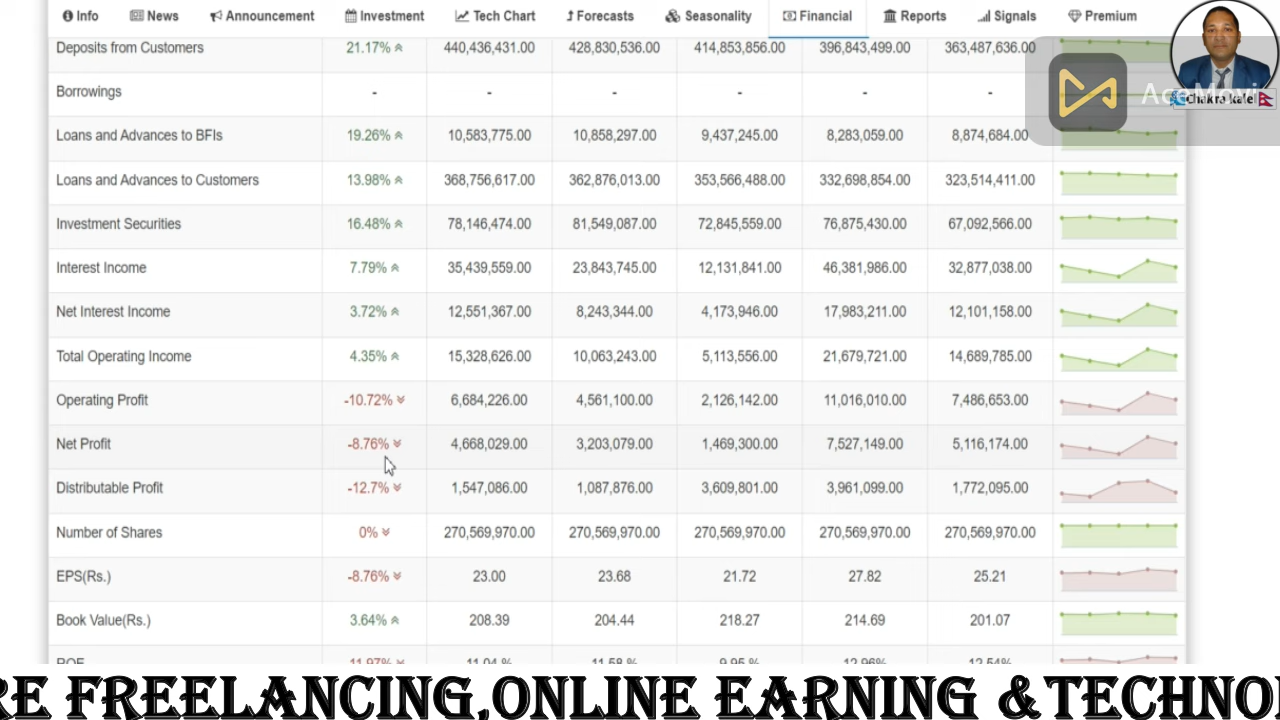 Info News Announcement Investment Tech Chart Forecasts Seasonality Financial Reports Signals Premium
Deposits from Customers 21.17% 440,436,431.00 428,830,536.00 414,853,856.00 396,843,499.00 363,487,636.00
Borrowings - - - - -
Loans and Advances to BFIs 19.26% 10,583,775.00 10,858,297.00 9,437,245.00 8,283,059.00 8,874,684.00
Loans and Advances to Customers 13.98% 368,756,617.00 362,876,013.00 353,566,488.00 332,698,854.00 323,514,411.00
Investment Securities 16.48% 78,146,474.00 81,549,087.00 72,845,559.00 76,875,430.00 67,092,566.00
Interest Income 7.79% 35,439,559.00 23,843,745.00 12,131,841.00 46,381,986.00 32,877,038.00
Net Interest Income 3.72% 12,551,367.00 8,243,344.00 4,173,946.00 17,983,211.00 12,101,158.00
Total Operating Income 4.35% 15,328,626.00 10,063,243.00 5,113,556.00 21,679,721.00 14,689,785.00
Operating Profit -10.72% 6,684,226.00 4,561,100.00 2,126,142.00 11,016,010.00 7,486,653.00
Net Profit -8.76% 4,668,029.00 3,203,079.00 1,469,300.00 7,527,149.00 5,116,174.00
Distributable Profit -12.7% 1,547,086.00 1,087,876.00 3,609,801.00 3,961,099.00 1,772,095.00
Number of Shares 0% 270,569,970.00 270,569,970.00 270,569,970.00 270,569,970.00 270,569,970.00
EPS(Rs.) -8.76% 23.00 23.68 21.72 27.82 25.21
Book Value(Rs.) 3.64% 208.39 204.44 218.27 214.69 201.07
ROE -11.97% 11.04 % 11.58 % 9.95 % 12.96% 12.54%
RE FREELANCING,ONLINE EARNING & TECHNO